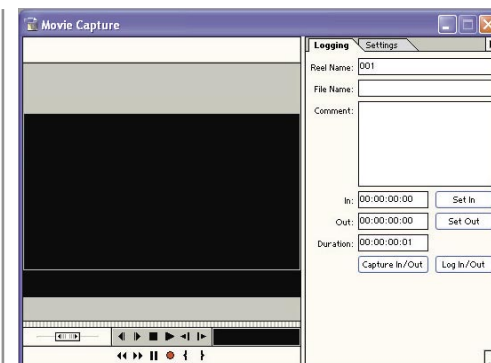 Movie Capture
Logging Settings
Reel Name: 001
File Name:
Comment:
In: 00:00:00:00 Set In
Out: 00:00:00:00 Set Out
Duration: 00:00:00:01
Capture In/Out Log In/Out